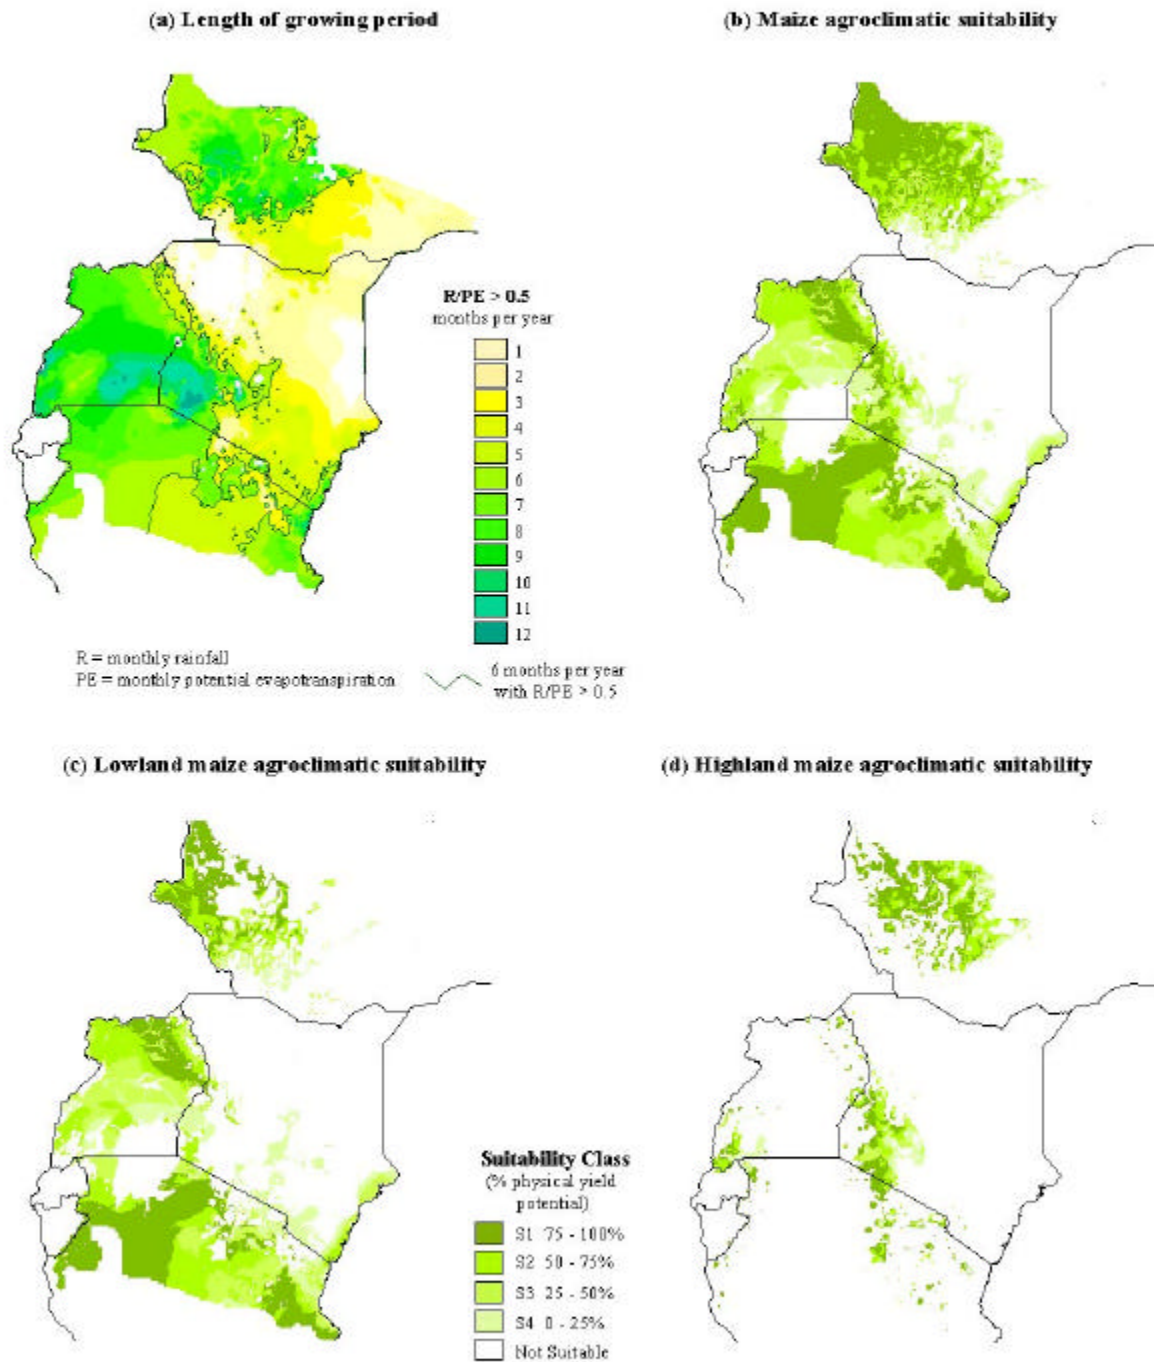 (a) Length of growing period
(b) Maize agroclimatic suitability
R/PE > 0.5
months per year
1
2
3
4
5
6
7
8
9
10
11
12
R = monthly rainfall
PE = monthly potential evapotranspiration
6 months per year
with R/PE > 0.5
(c) Lowland maize agroclimatic suitability
(d) Highland maize agroclimatic suitability
Suitability Class
(% physical yield
potential)
S1 75 - 100%
S2 50 - 75%
S3 25 - 50%
S4 0 - 25%
Not Suitable